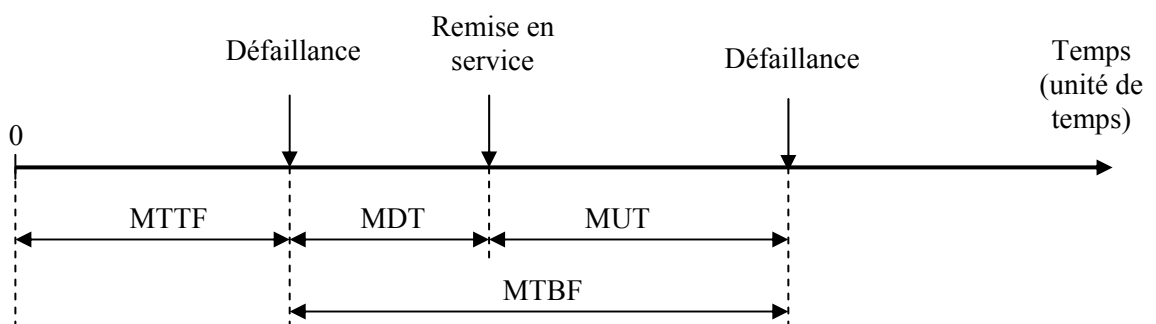 Défaillance
Remise en
service
Défaillance
Temps
(unité de
temps)
0
MTTF
MDT
MUT
MTBF